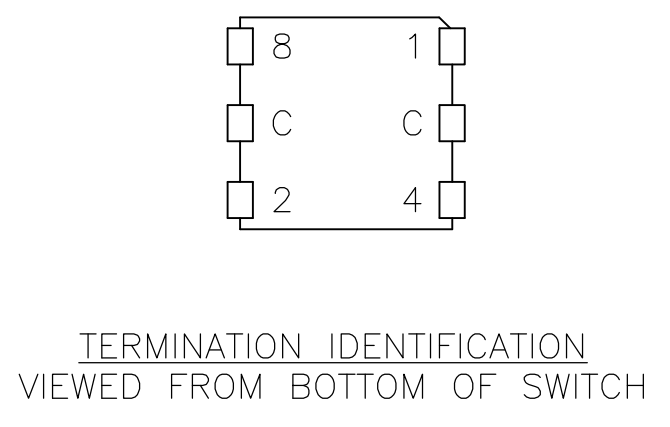 8 1
C C
2 4
TERMINATION IDENTIFICATION
VIEWED FROM BOTTOM OF SWITCH